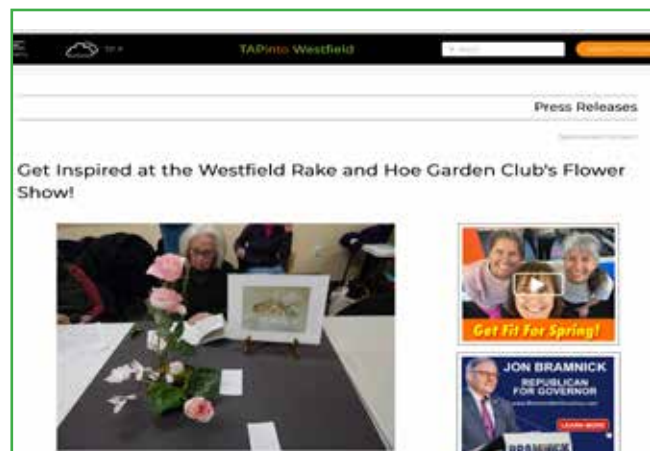 TAPinto Westfield
Press Releases
Get Inspired at the Westfield Rake and Hoe Garden Club's Flower
Show!
Get Fit For Spring!
JON BRAMNICK
REPUBLICAN
FOR GOVERNOR
LEARN MORE
BRAMNICK